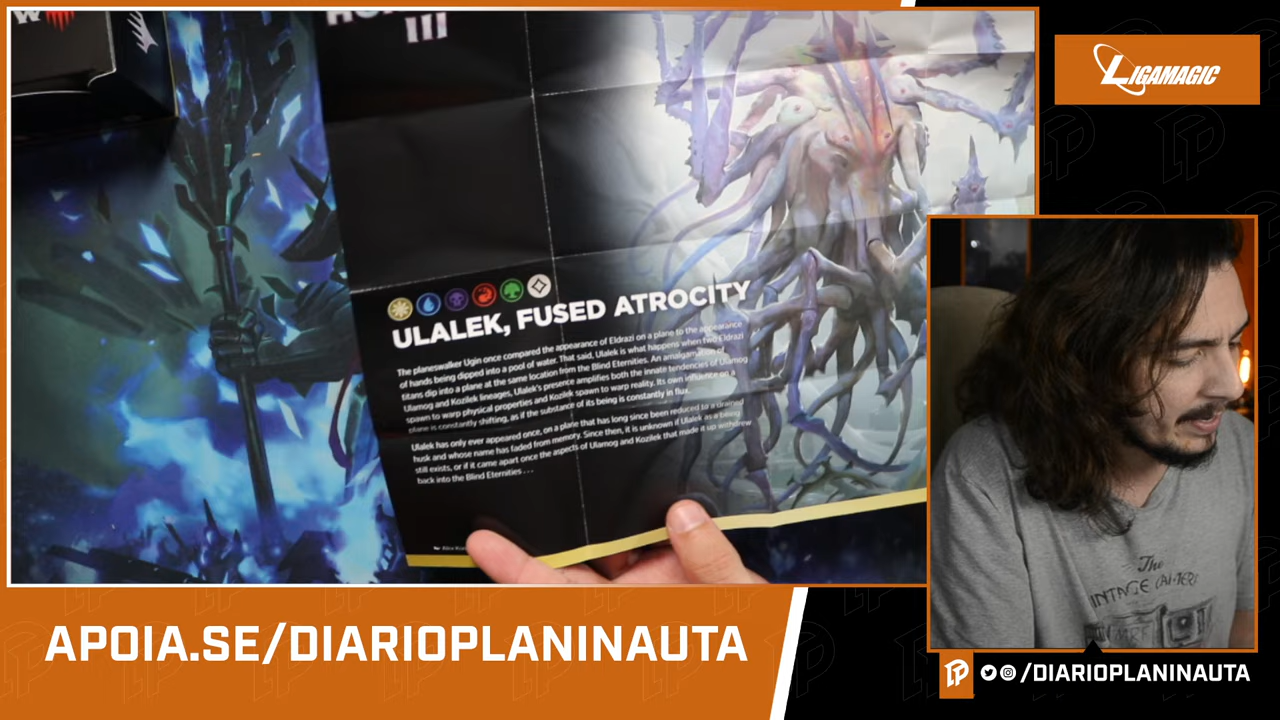 W
III
LIGAMAGIC
ULALEK, FUSED ATROCITY
The planeswalker Ugin once compared the appearance of Eldrazi on a plane to the appearance
of hands being dipped into a pool of water. That said, Ulalek is what happens when two Eldrazi
titans dip into a plane at the same location from the Blind Eternities. An amalgamation of
Ulamog and Kozilek lineages, Ulalek's presence amplifies both the innate tendencies of Ulamog
spawn to warp physical properties and Kozilek spawn to warp reality. Its own influence on a
plane is constantly shifting, as if the substance of its being is constantly in flux.
Ulalek has only ever appeared once, on a plane that has long since been reduced to a drained
husk and whose name has faded from memory. Since then, it is unknown if Ulalek as a being
still exists, or if it came apart once the aspects of Ulamog and Kozilek that made it up withdrew
back into the Blind Eternities . . .
The
APOIA.SE/DIARIOPLANINAUTA
/DIARIOPLANINAUTA